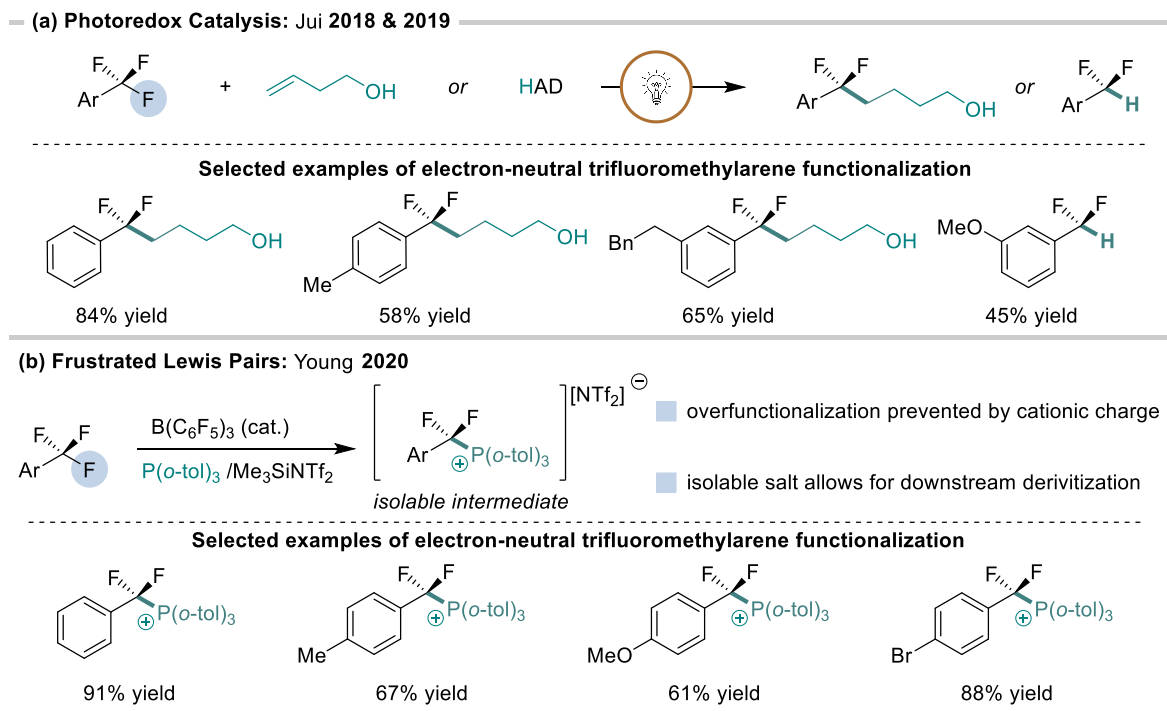 (a) Photoredox Catalysis: Jui 2018 & 2019
F F F Ar + OH or HAD F F Ar OH or F F Ar H
Selected examples of electron-neutral trifluoromethylarene functionalization
F F OH
F F OH Me
F F OH Bn
F F H MeO
84% yield 58% yield 65% yield 45% yield
(b) Frustrated Lewis Pairs: Young 2020
F F F Ar
B(C6F5)3 (cat.)
P(o-tol)3 /Me3SiNTf2
F F Ar P(o-tol)3 + [NTf2] −
isolable intermediate
overfunctionalization prevented by cationic charge
isolable salt allows for downstream derivitization
Selected examples of electron-neutral trifluoromethylarene functionalization
F F P(o-tol)3 +
F F P(o-tol)3 + Me
F F P(o-tol)3 + MeO
F F P(o-tol)3 + Br
91% yield 67% yield 61% yield 88% yield